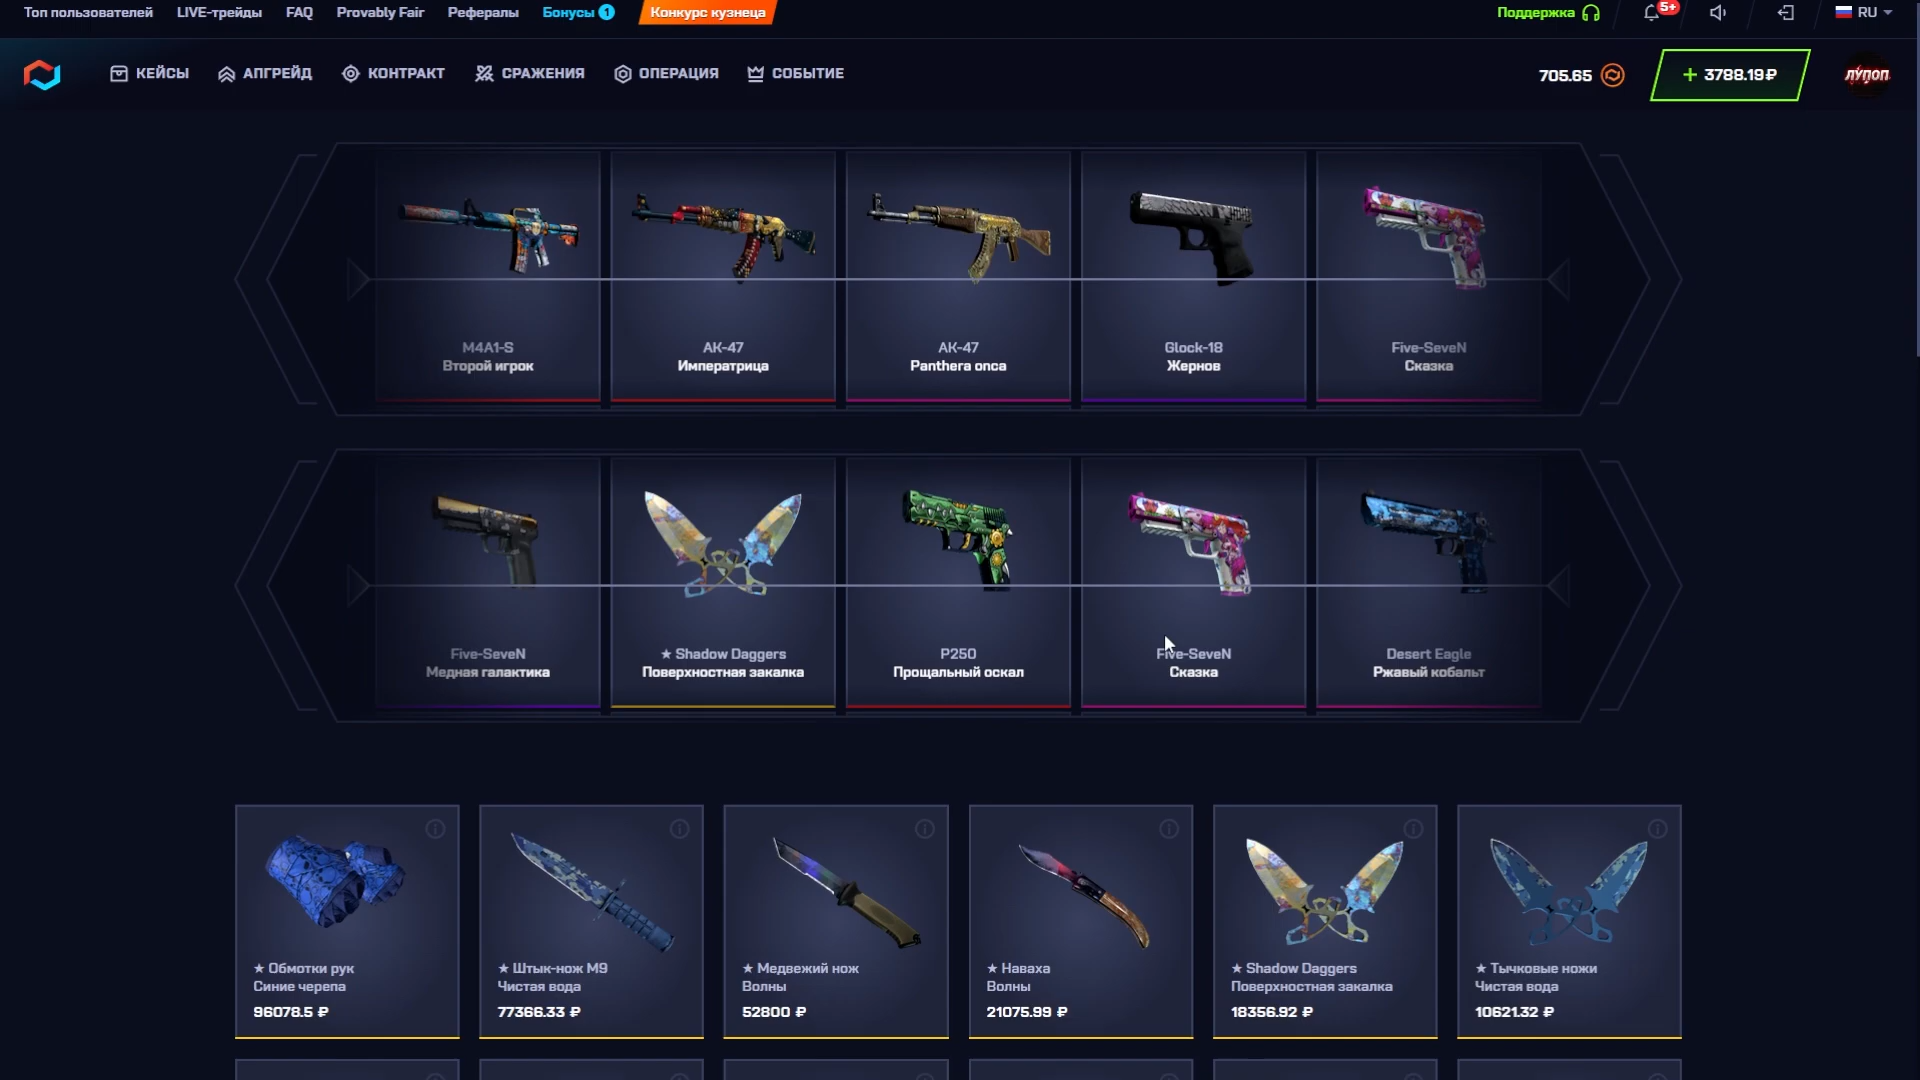 Топ пользователей LIVE-трейды FAQ Provably Fair Рефералы Бонусы 1 Конкурс кузнеца Поддержка 5+ RU
КЕЙСЫ АПГРЕЙД КОНТРАКТ СРАЖЕНИЯ ОПЕРАЦИЯ СОБЫТИЕ 705.65 + 3788.19₽ ЛУПОП
M4A1-S AK-47 AK-47 Glock-18 Five-SeveN
Второй игрок Императрица Panthera onca Жернов Сказка
Five-SeveN ★ Shadow Daggers P250 Five-SeveN Desert Eagle
Медная галактика Поверхностная закалка Прощальный оскал Сказка Ржавый кобальт
★ Обмотки рук ★ Штык-нож M9 ★ Медвежий нож ★ Наваха ★ Shadow Daggers ★ Тычковые ножи
Синие черепа Чистая вода Волны Волны Поверхностная закалка Чистая вода
96078.5 ₽ 77366.33 ₽ 52800 ₽ 21075.99 ₽ 18356.92 ₽ 10621.32 ₽